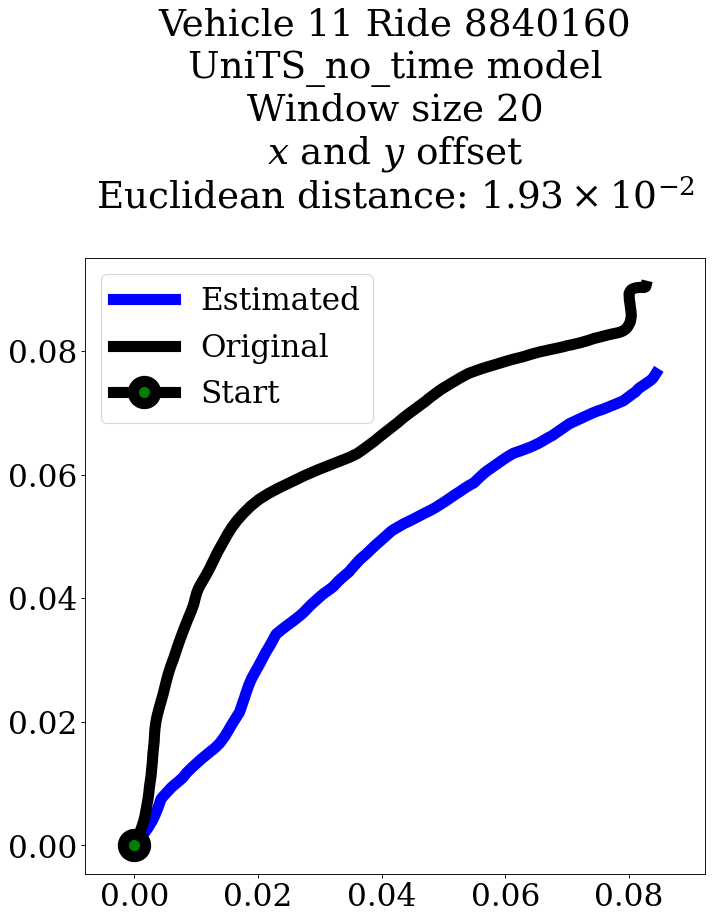 Vehicle 11 Ride 8840160
UniTS_no_time model
Window size 20
x and y offset
Euclidean distance: 1.93 × 10⁻²
Estimated
Original
Start
0.08
0.06
0.04
0.02
0.00
0.00 0.02 0.04 0.06 0.08